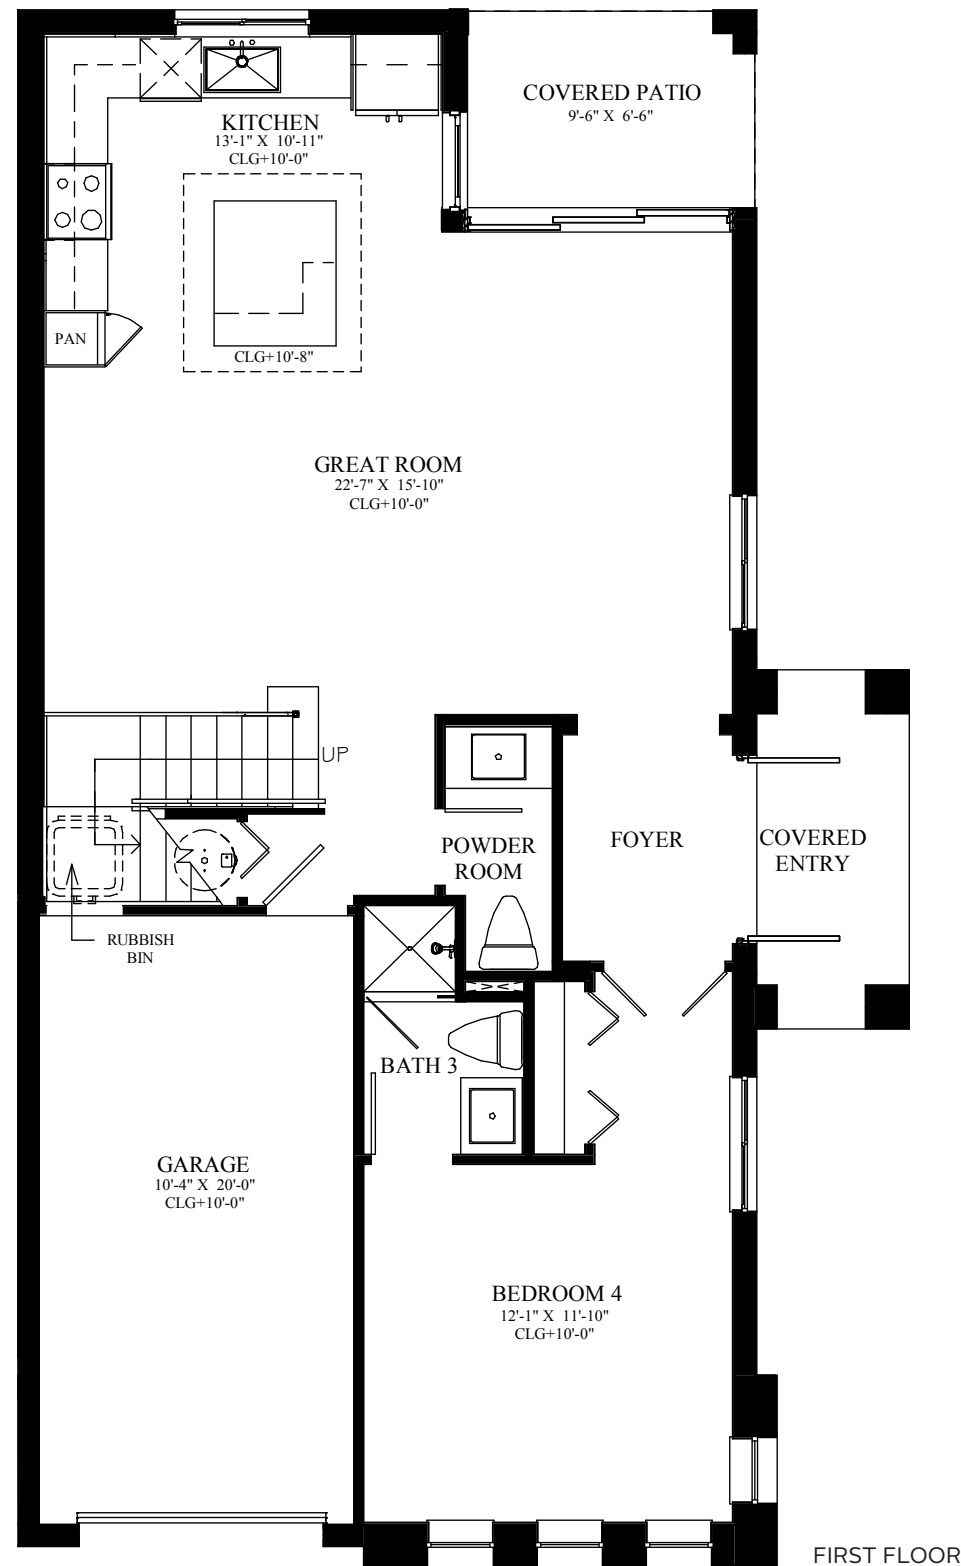 COVERED PATIO
9'-6" X 6'-6"
KITCHEN
13'-1" X 10'-11"
CLG+10'-0"
PAN
CLG+10'-8"
GREAT ROOM
22'-7" X 15'-10"
CLG+10'-0"
UP
POWDER
ROOM
FOYER
COVERED
ENTRY
RUBBISH
BIN
BATH 3
GARAGE
10'-4" X 20'-0"
CLG+10'-0"
BEDROOM 4
12'-1" X 11'-10"
CLG+10'-0"
FIRST FLOOR